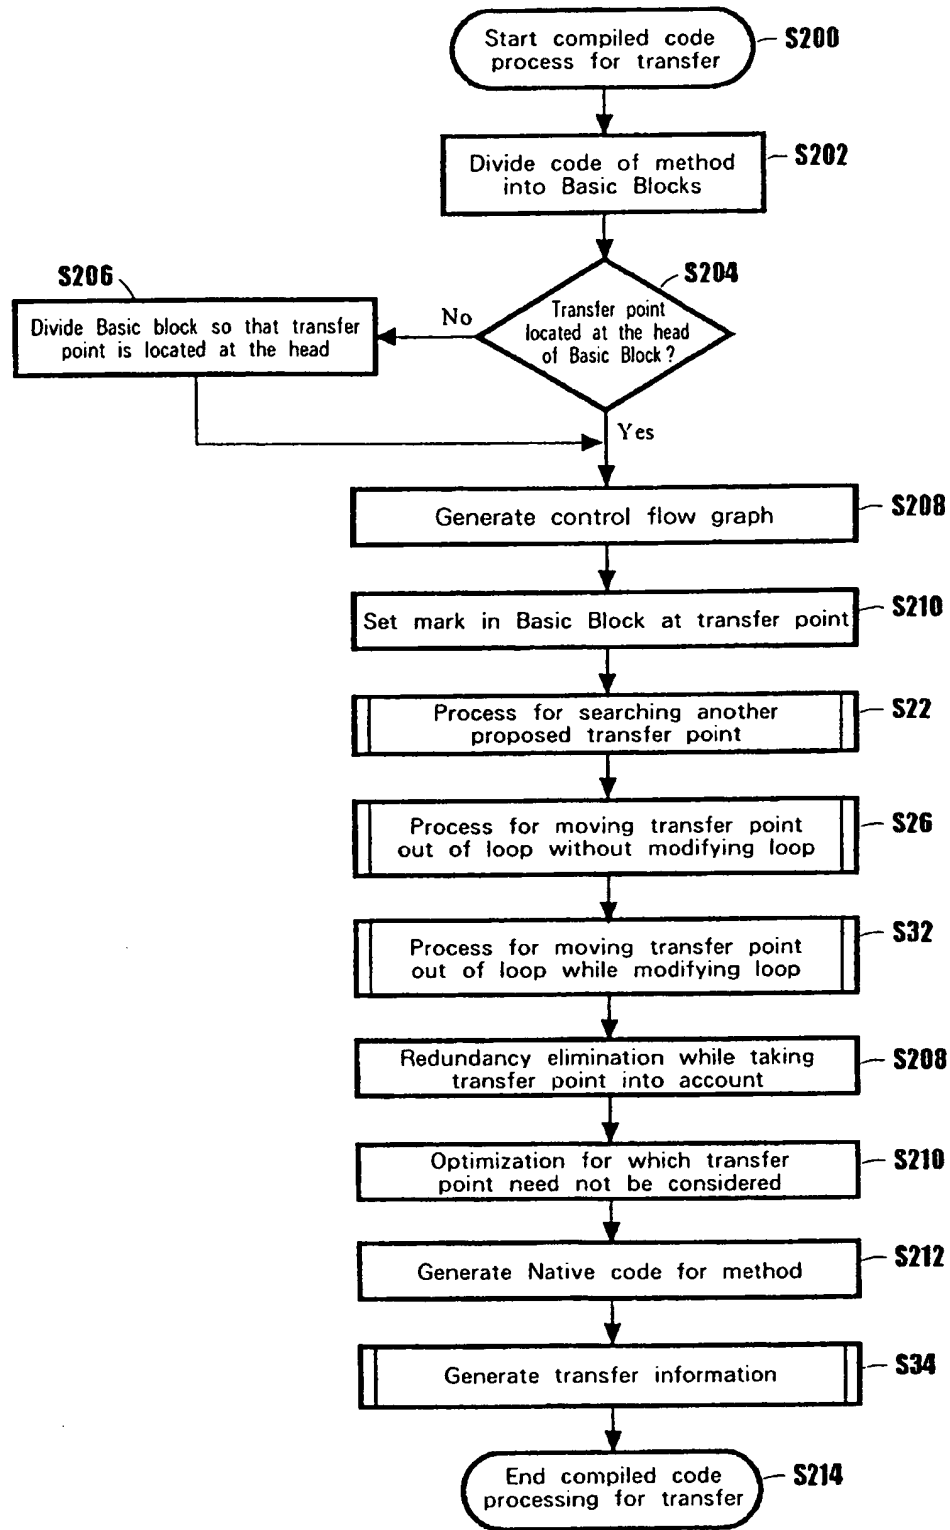 Start compiled code
process for transfer
S200
Divide code of method
into Basic Blocks
S202
S204
Transfer point
located at the head
of Basic Block?
No
S206
Divide Basic block so that transfer
point is located at the head
Yes
Generate control flow graph
S208
Set mark in Basic Block at transfer point
S210
Process for searching another
proposed transfer point
S22
Process for moving transfer point
out of loop without modifying loop
S26
Process for moving transfer point
out of loop while modifying loop
S32
Redundancy elimination while taking
transfer point into account
S208
Optimization for which transfer
point need not be considered
S210
Generate Native code for method
S212
Generate transfer information
S34
End compiled code
processing for transfer
S214